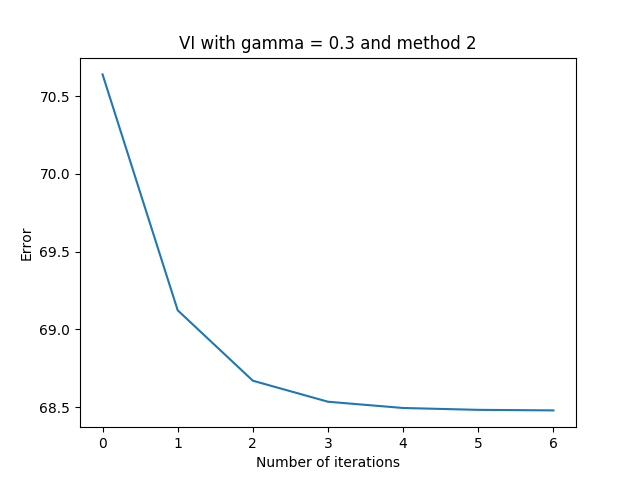 VI with gamma = 0.3 and method 2
70.5
70.0
69.5
69.0
68.5
Error
0 1 2 3 4 5 6
Number of iterations